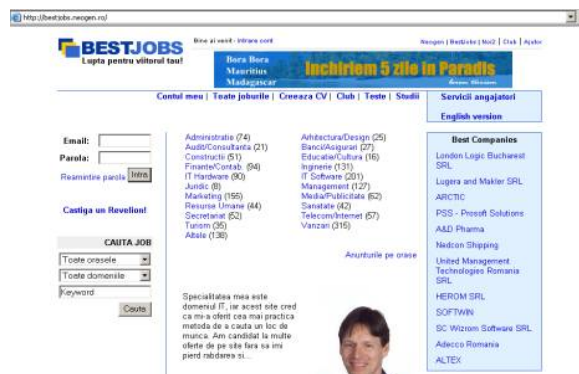 http://bestjobs.neogen.ro/
BESTJOBS
Lupta pentru viitorul tau!
Bine ai venit - Intrare cont
Neogen | BestJobs | Noi2 | Club | Ajutor
Bora Bora
Mauritius
Madagascar
Inchiriem 5 zile in Paradis
Contul meu | Toate joburile | Creeaza CV | Club | Teste | Studii
Servicii angajatori
English version
Email:
Parola:
Reamintire parola
Intra
Castiga un Revelion!
CAUTA JOB
Toate orasele
Toate domeniile
Keyword
Cauta
Administratie (74)
Audit/Consultanta (21)
Constructii (51)
Finante/Contab. (94)
IT Hardware (90)
Juridic (8)
Marketing (155)
Resurse Umane (44)
Secretariat (52)
Turism (35)
Altele (138)
Arhitectura/Design (25)
Banci/Asigurari (27)
Educatie/Cultura (16)
Inginerie (131)
IT Software (201)
Management (127)
Media/Publicitate (62)
Sanatate (42)
Telecom/Internet (57)
Vanzari (315)
Anunturile pe orase
Specialitatea mea este
domeniul IT, iar acest site cred
ca mi-a oferit cea mai practica
metoda de a cauta un loc de
munca. Am candidat la multe
oferte de pe site fara sa imi
pierd rabdarea si...
Best Companies
London Logic Bucharest
SRL
Lugera and Makler SRL
ARCTIC
PSS - Prosoft Solutions
A&D Pharma
Nedcon Shipping
United Management
Technologies Romania
SRL
HEROM SRL
SOFTWIN
SC Wizrom Software SRL
Adecco Romania
ALTEX